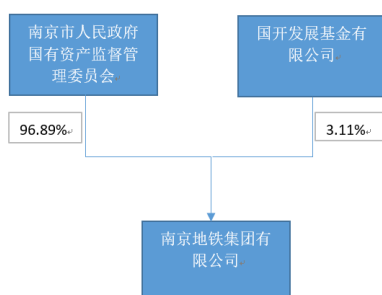 南京市人民政府
国有资产监督管
理委员会
国开发展基金有
限公司
96.89%
3.11%
南京地铁集团有
限公司